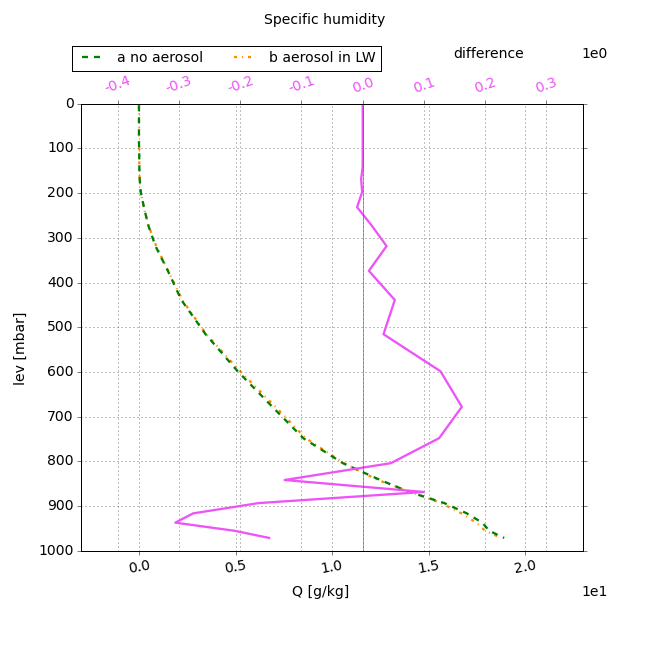 Specific humidity
a no aerosol b aerosol in LW difference 1e0
-0.4 -0.3 -0.2 -0.1 0.0 0.1 0.2 0.3
0
100
200
300
400
500
600
700
800
900
1000
lev [mbar]
0.0 0.5 1.0 1.5 2.0
Q [g/kg] 1e1